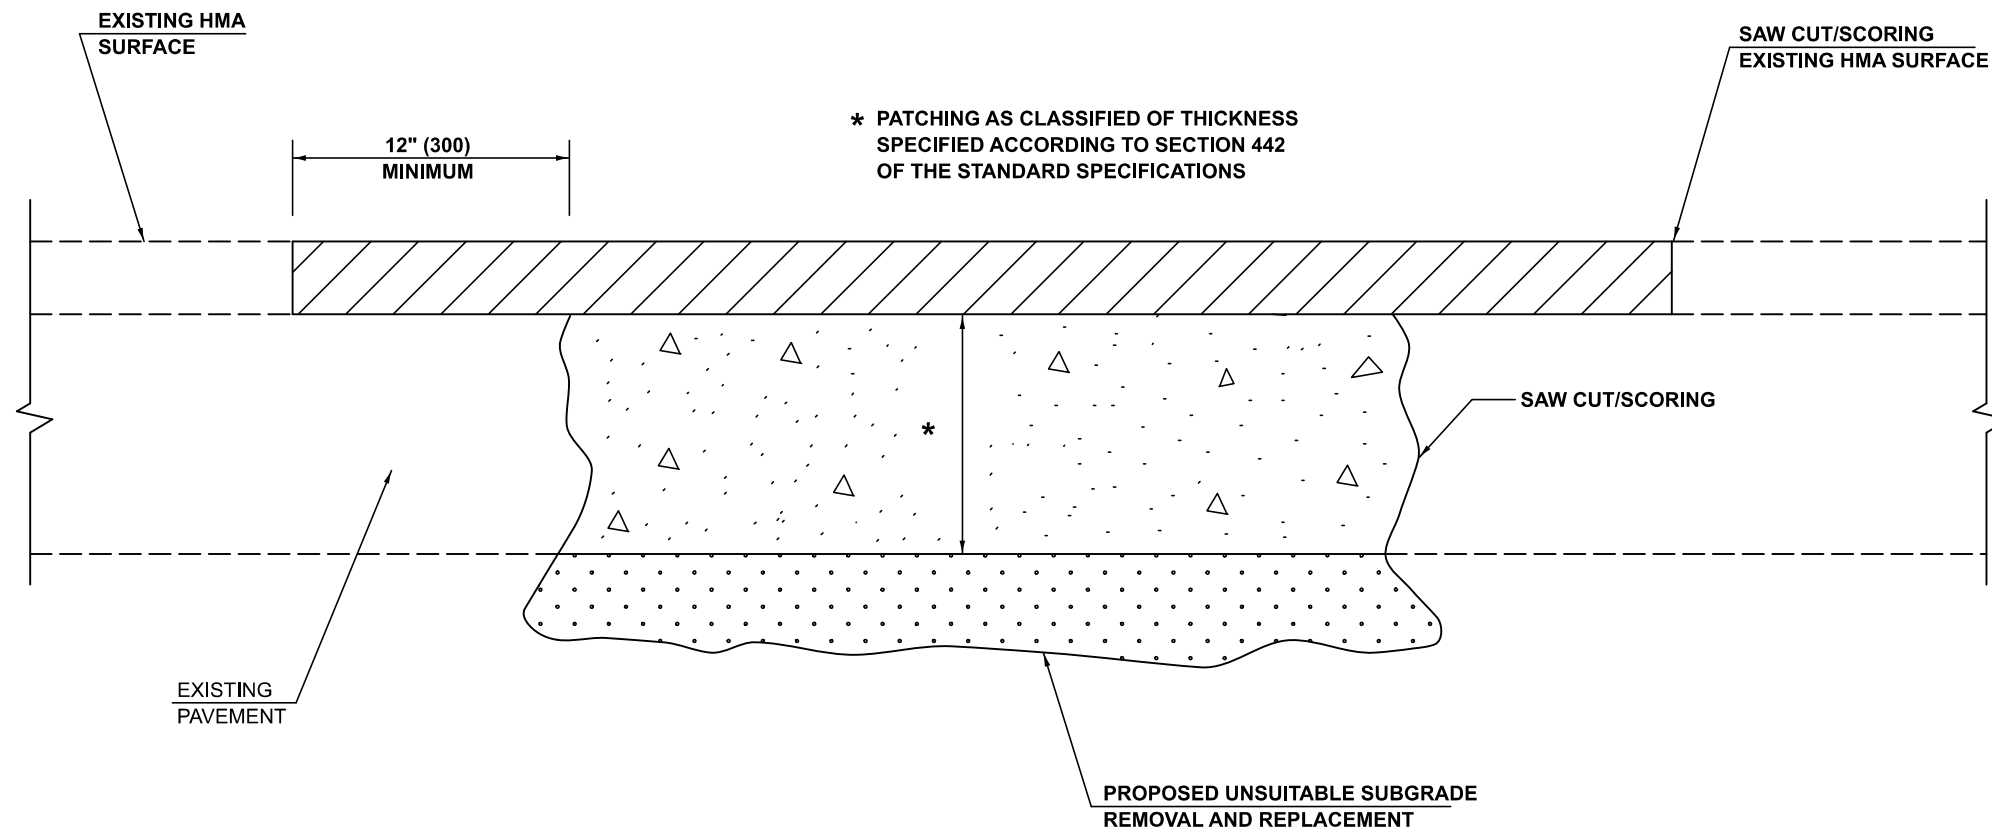 EXISTING HMA
SURFACE
SAW CUT/SCORING
EXISTING HMA SURFACE
* PATCHING AS CLASSIFIED OF THICKNESS
SPECIFIED ACCORDING TO SECTION 442
OF THE STANDARD SPECIFICATIONS
12" (300)
MINIMUM
SAW CUT/SCORING
*
EXISTING
PAVEMENT
PROPOSED UNSUITABLE SUBGRADE
REMOVAL AND REPLACEMENT